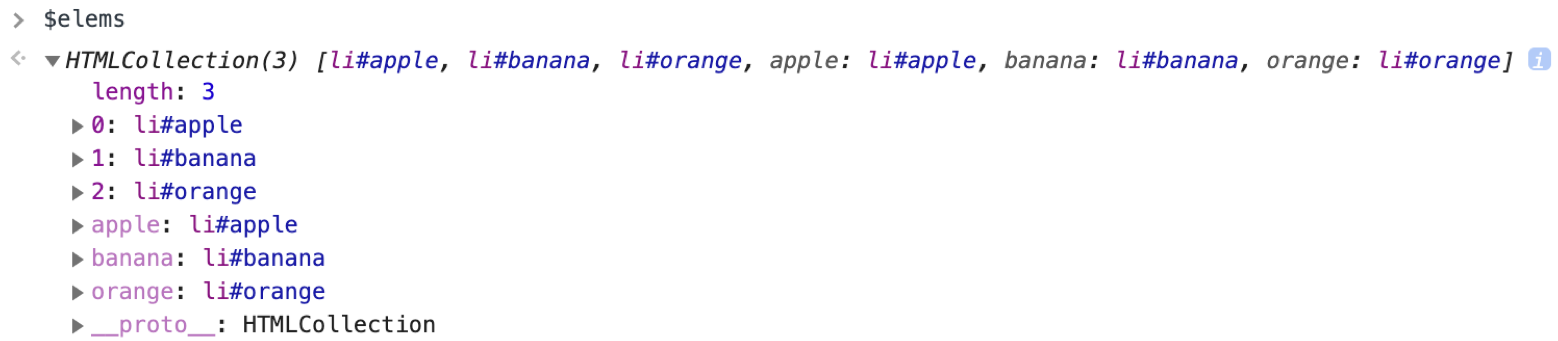 > $elems
HTMLCollection(3) [li#apple, li#banana, li#orange, apple: li#apple, banana: li#banana, orange: li#orange] i
length: 3
0: li#apple
1: li#banana
2: li#orange
apple: li#apple
banana: li#banana
orange: li#orange
__proto__: HTMLCollection